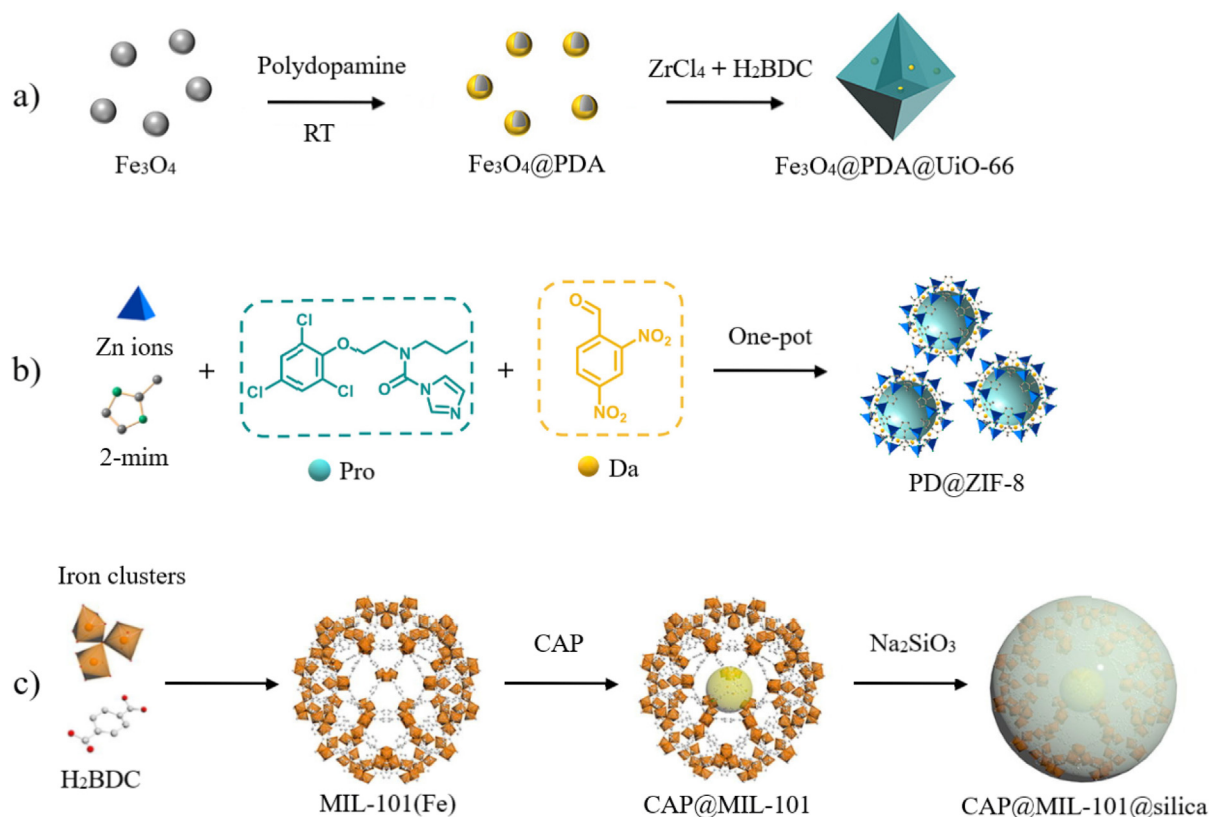 a)
Fe₃O₄
Polydopamine
RT
Fe₃O₄@PDA
ZrCl₄ + H₂BDC
Fe₃O₄@PDA@UiO-66
b)
Zn ions
2-mim
+
Cl
Cl
Cl
O
N
O
N
N
Pro
+
O
NO₂
NO₂
Da
One-pot
PD@ZIF-8
c)
Iron clusters
H₂BDC
MIL-101(Fe)
CAP
CAP@MIL-101
Na₂SiO₃
CAP@MIL-101@silica